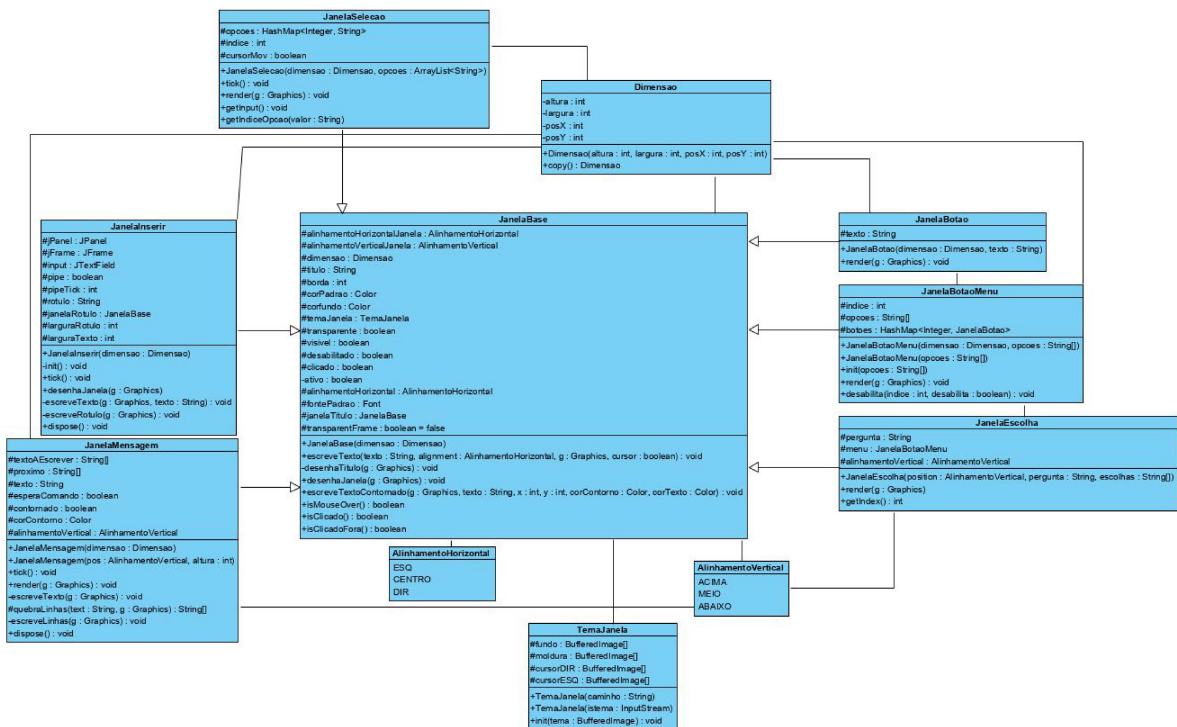 JanelaSelecao
#opcoes : HashMap<Integer, String>
#indice : int
#cursorMov : boolean
+JanelaSelecao(dimensao : Dimensao, opcoes : ArrayList<String>)
+tick() : void
+render(g : Graphics) : void
+getInput() : void
+getIndiceOpcao(valor : String)
Dimensao
-altura : int
-largura : int
-posX : int
-posY : int
+Dimensao(altura : int, largura : int, posX : int, posY : int)
+copy() : Dimensao
JanelaInserir
#jPanel : JPanel
#jFrame : JFrame
#input : JTextField
#pipe : boolean
#pipeTick : int
#rotulo : String
#janelaRotulo : JanelaBase
#larguraRotulo : int
#larguraTexto : int
+JanelaInserir(dimensao : Dimensao)
-init() : void
+tick() : void
+desenhaJanela(g : Graphics)
-escreveTexto(g : Graphics, texto : String) : void
-escreveRotulo(g : Graphics) : void
+dispose() : void
JanelaBase
#alinhamentoHorizontalJanela : AlinhamentoHorizontal
#alinhamentoVerticalJanela : AlinhamentoVertical
#dimensao : Dimensao
#titulo : String
#borda : int
#corPadrao : Color
#corfundo : Color
#temaJanela : TemaJanela
#transparente : boolean
#visivel : boolean
#desabilitado : boolean
#clicado : boolean
-ativo : boolean
#alinhamentoHorizontal : AlinhamentoHorizontal
#fontePadrao : Font
#janelaTitulo : JanelaBase
#transparentFrame : boolean = false
+JanelaBase(dimensao : Dimensao)
+escreveTexto(texto : String, alignment : AlinhamentoHorizontal, g : Graphics, cursor : boolean) : void
-desenhaTitulo(g : Graphics) : void
+desenhaJanela(g : Graphics) : void
+escreveTextoContornado(g : Graphics, texto : String, x : int, y : int, corContorno : Color, corTexto : Color) : void
+isMouseOver() : boolean
+isClicado() : boolean
+isClicadoFora() : boolean
JanelaBotao
#texto : String
+JanelaBotao(dimensao : Dimensao, texto : String)
+render(g : Graphics) : void
JanelaBotaoMenu
#indice : int
#opcoes : String[]
#botoes : HashMap<Integer, JanelaBotao>
+JanelaBotaoMenu(dimensao : Dimensao, opcoes : String[])
+JanelaBotaoMenu(opcoes : String[])
+init(opcoes : String[])
+render(g : Graphics) : void
+desabilita(indice : int, desabilita : boolean) : void
JanelaEscolha
#pergunta : String
#menu : JanelaBotaoMenu
#alinhamentoVertical : AlinhamentoVertical
+JanelaEscolha(position : AlinhamentoVertical, pergunta : String, escolhas : String[])
+render(g : Graphics)
+getIndex() : int
JanelaMensagem
#textoAEscrever : String[]
#proximo : String[]
#texto : String
#esperaComando : boolean
#contornado : boolean
#corContorno : Color
#alinhamentoVertical : AlinhamentoVertical
+JanelaMensagem(dimensao : Dimensao)
+JanelaMensagem(pos : AlinhamentoVertical, altura : int)
+tick() : void
+render(g : Graphics) : void
-escreveTexto(g : Graphics) : void
#quebraLinhas(text : String, g : Graphics) : String[]
-escreveLinhas(g : Graphics) : void
+dispose() : void
AlinhamentoHorizontal
ESQ
CENTRO
DIR
AlinhamentoVertical
ACIMA
MEIO
ABAIXO
TemaJanela
#fundo : BufferedImage[]
#moldura : BufferedImage[]
#cursorDIR : BufferedImage[]
#cursorESQ : BufferedImage[]
+TemaJanela(caminho : String)
+TemaJanela(istema : InputStream)
+init(tema : BufferedImage) : void